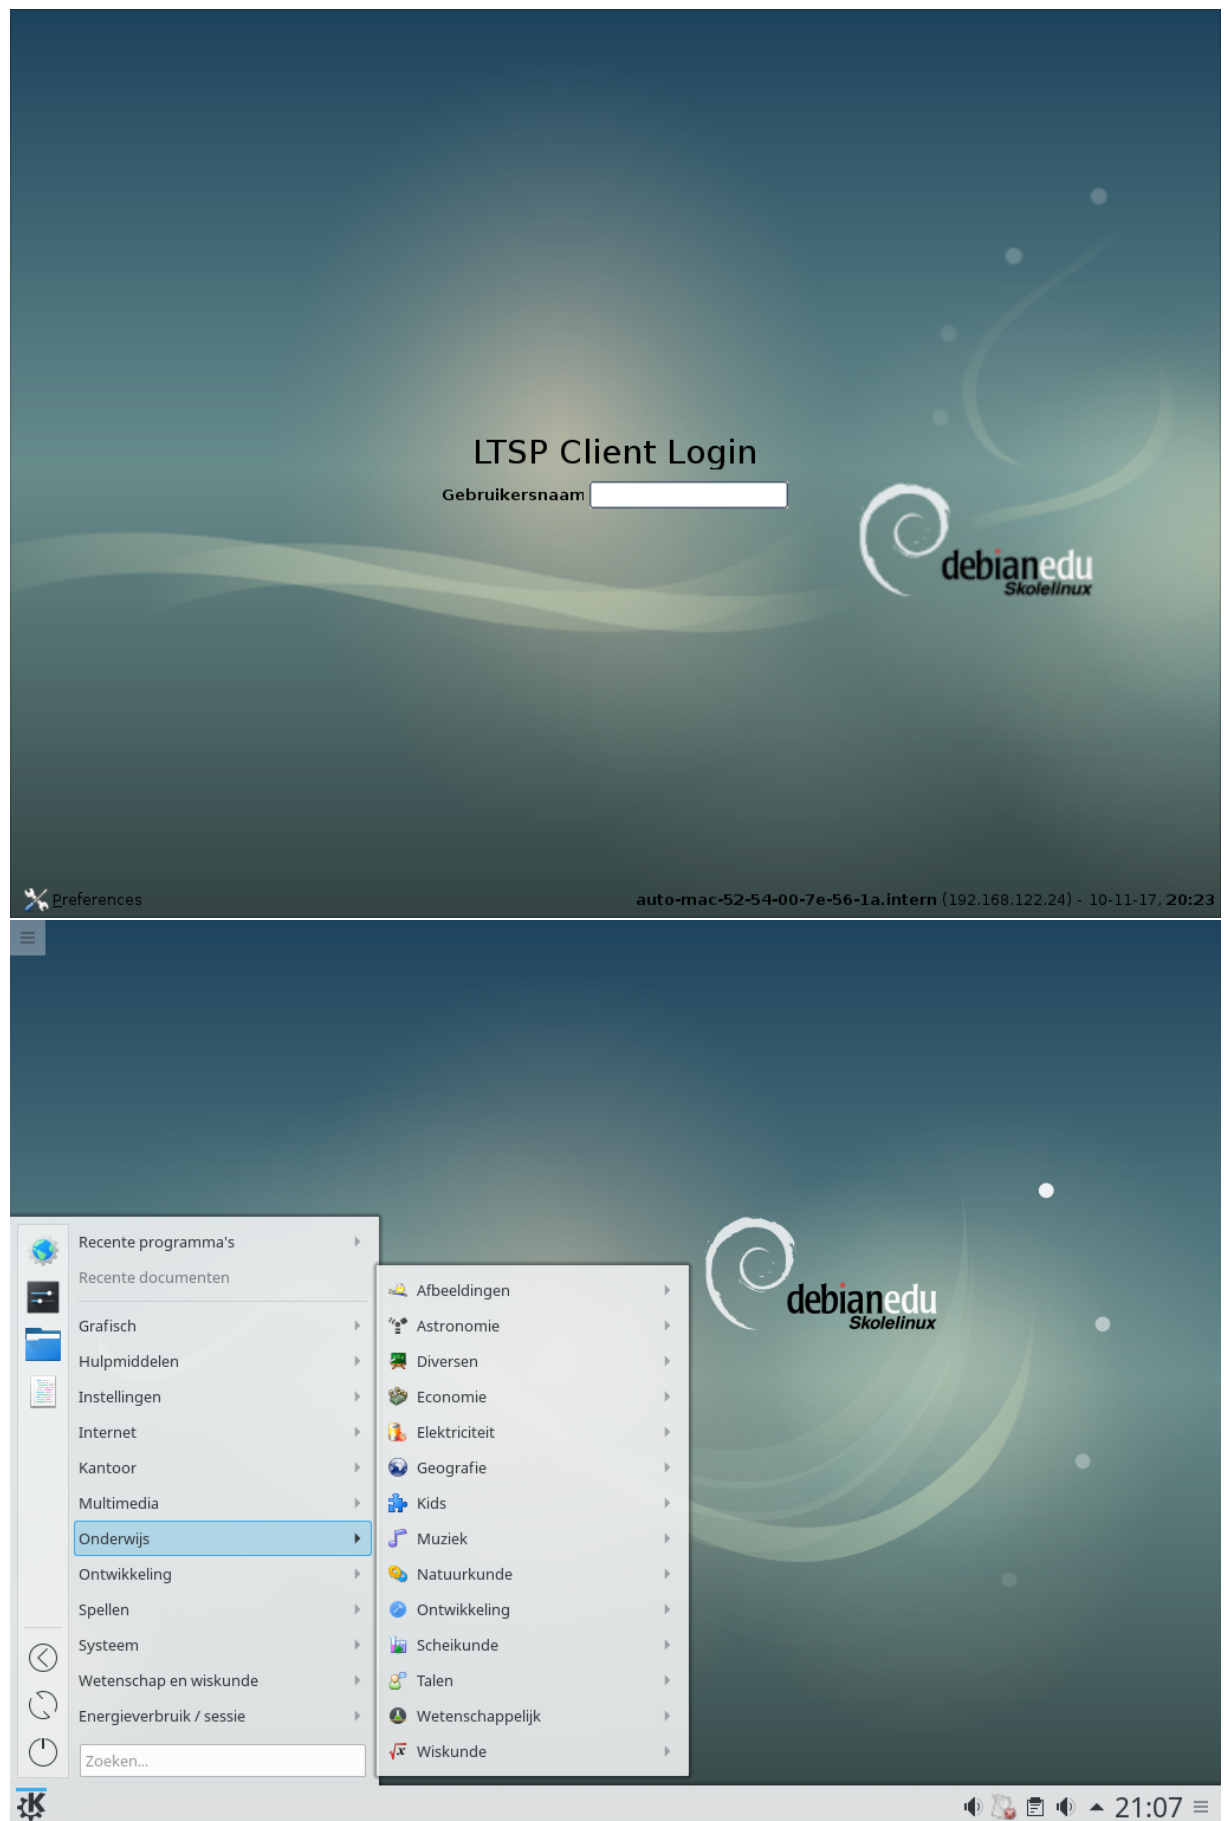 LTSP Client Login
Gebruikersnaam
debianedu
Skolelinux
Preferences
auto-mac-52-54-00-7e-56-1a.intern (192.168.122.24) - 10-11-17, 20:23
Recente programma's
Recente documenten
Grafisch
Hulpmiddelen
Instellingen
Internet
Kantoor
Multimedia
Onderwijs
Ontwikkeling
Spellen
Systeem
Wetenschap en wiskunde
Energieverbruik / sessie
Zoeken...
Afbeeldingen
Astronomie
Diversen
Economie
Elektriciteit
Geografie
Kids
Muziek
Natuurkunde
Ontwikkeling
Scheikunde
Talen
Wetenschappelijk
Wiskunde
debianedu
Skolelinux
21:07